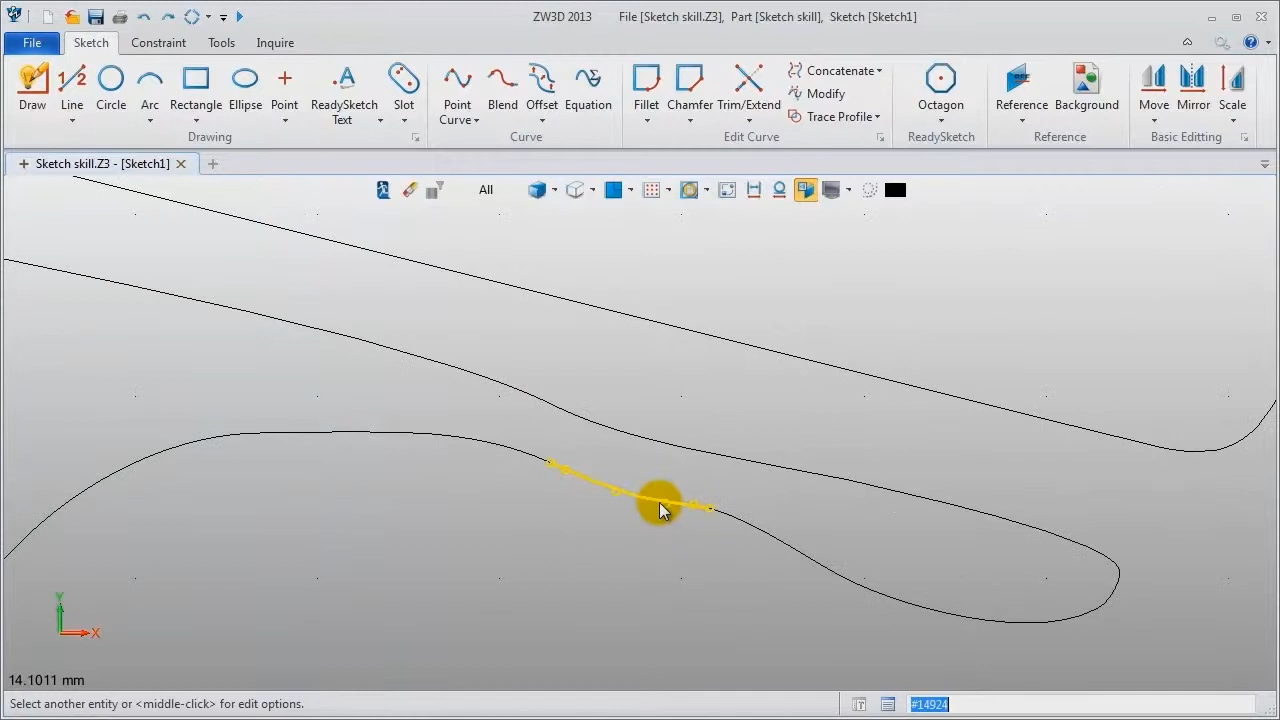 ZW3D 2013 File [Sketch skill.Z3], Part [Sketch skill], Sketch [Sketch1]
File Sketch Constraint Tools Inquire
Draw Line Circle Arc Rectangle Ellipse Point ReadySketch Text Slot
Drawing
Point Curve Blend Offset Equation
Curve
Fillet Chamfer Trim/Extend
Concatenate
Modify
Trace Profile
Edit Curve
Octagon
ReadySketch
Reference Background
Reference
Move Mirror Scale
Basic Editing
Sketch skill.Z3 - [Sketch1]
All
Y
X
14.1011 mm
Select another entity or <middle-click> for edit options.
#14924